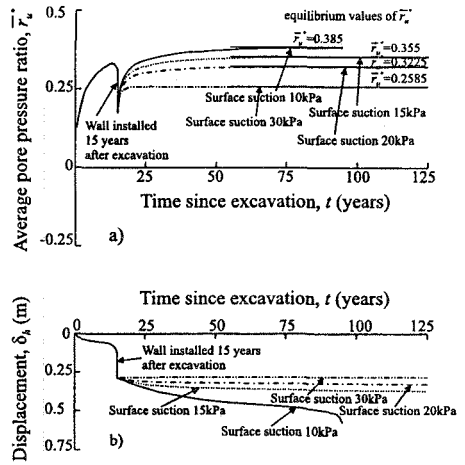 equilibrium values of r̄ᵤ*
0.5
r̄ᵤ*=0.385
r̄ᵤ*=0.355
r̄ᵤ*=0.3225
r̄ᵤ*=0.2585
0.25
Surface suction 10kPa
Surface suction 15kPa
Surface suction 30kPa
Surface suction 20kPa
Wall installed
15 years
after excavation
0
0 25 50 75 100 125
Time since excavation, t (years)
Average pore pressure ratio, r̄ᵤ*
-0.25
a)
Time since excavation, t (years)
0 25 50 75 100 125
0
Wall installed 15 years
after excavation
0.25
Surface suction 30kPa
Surface suction 15kPa
Surface suction 20kPa
0.5
Surface suction 10kPa
0.75
b)
Displacement, δₕ (m)